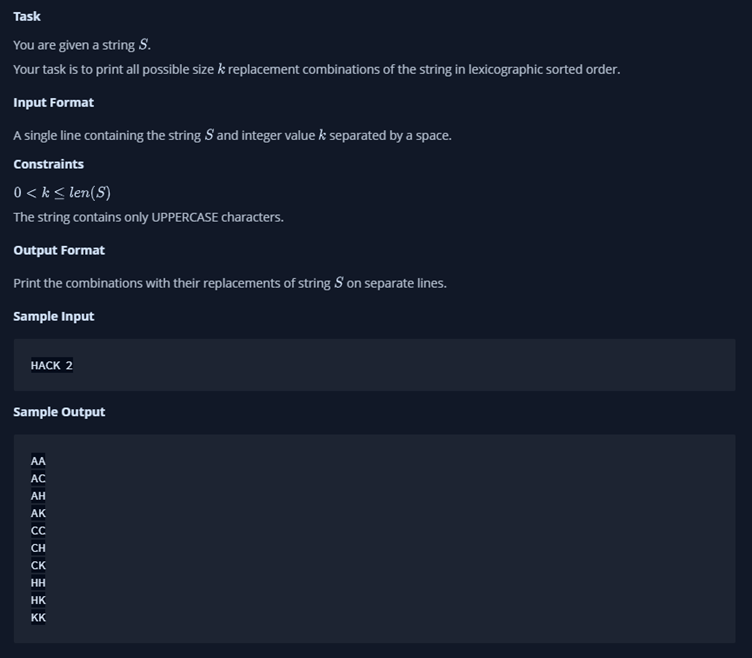 Task
You are given a string S.
Your task is to print all possible size k replacement combinations of the string in lexicographic sorted order.
Input Format
A single line containing the string S and integer value k separated by a space.
Constraints
0 < k ≤ len(S)
The string contains only UPPERCASE characters.
Output Format
Print the combinations with their replacements of string S on separate lines.
Sample Input
HACK 2
Sample Output
AA
AC
AH
AK
CC
CH
CK
HH
HK
KK